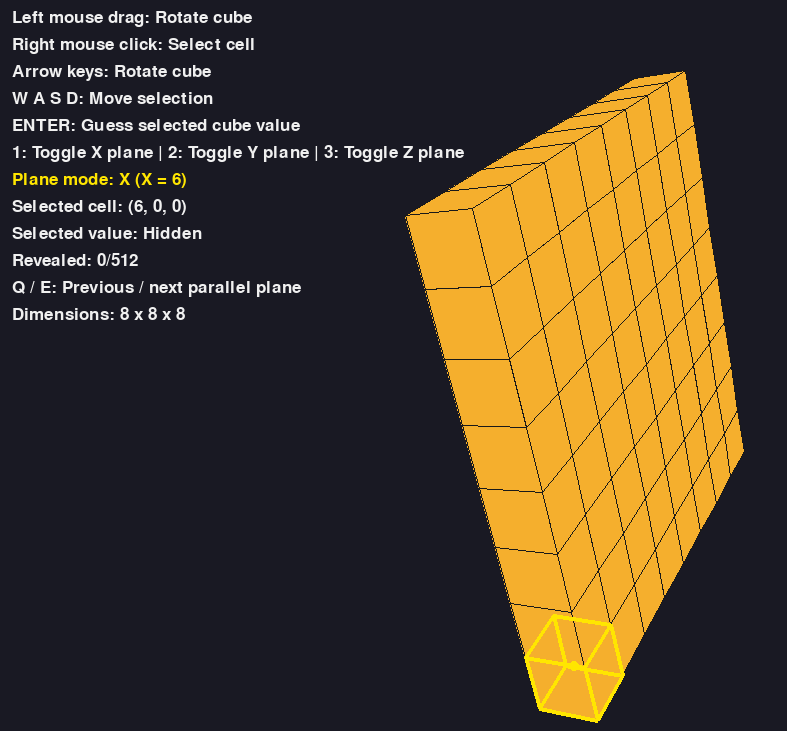 Left mouse drag: Rotate cube
Right mouse click: Select cell
Arrow keys: Rotate cube
W A S D: Move selection
ENTER: Guess selected cube value
1: Toggle X plane | 2: Toggle Y plane | 3: Toggle Z plane
Plane mode: X (X = 6)
Selected cell: (6, 0, 0)
Selected value: Hidden
Revealed: 0/512
Q / E: Previous / next parallel plane
Dimensions: 8 x 8 x 8